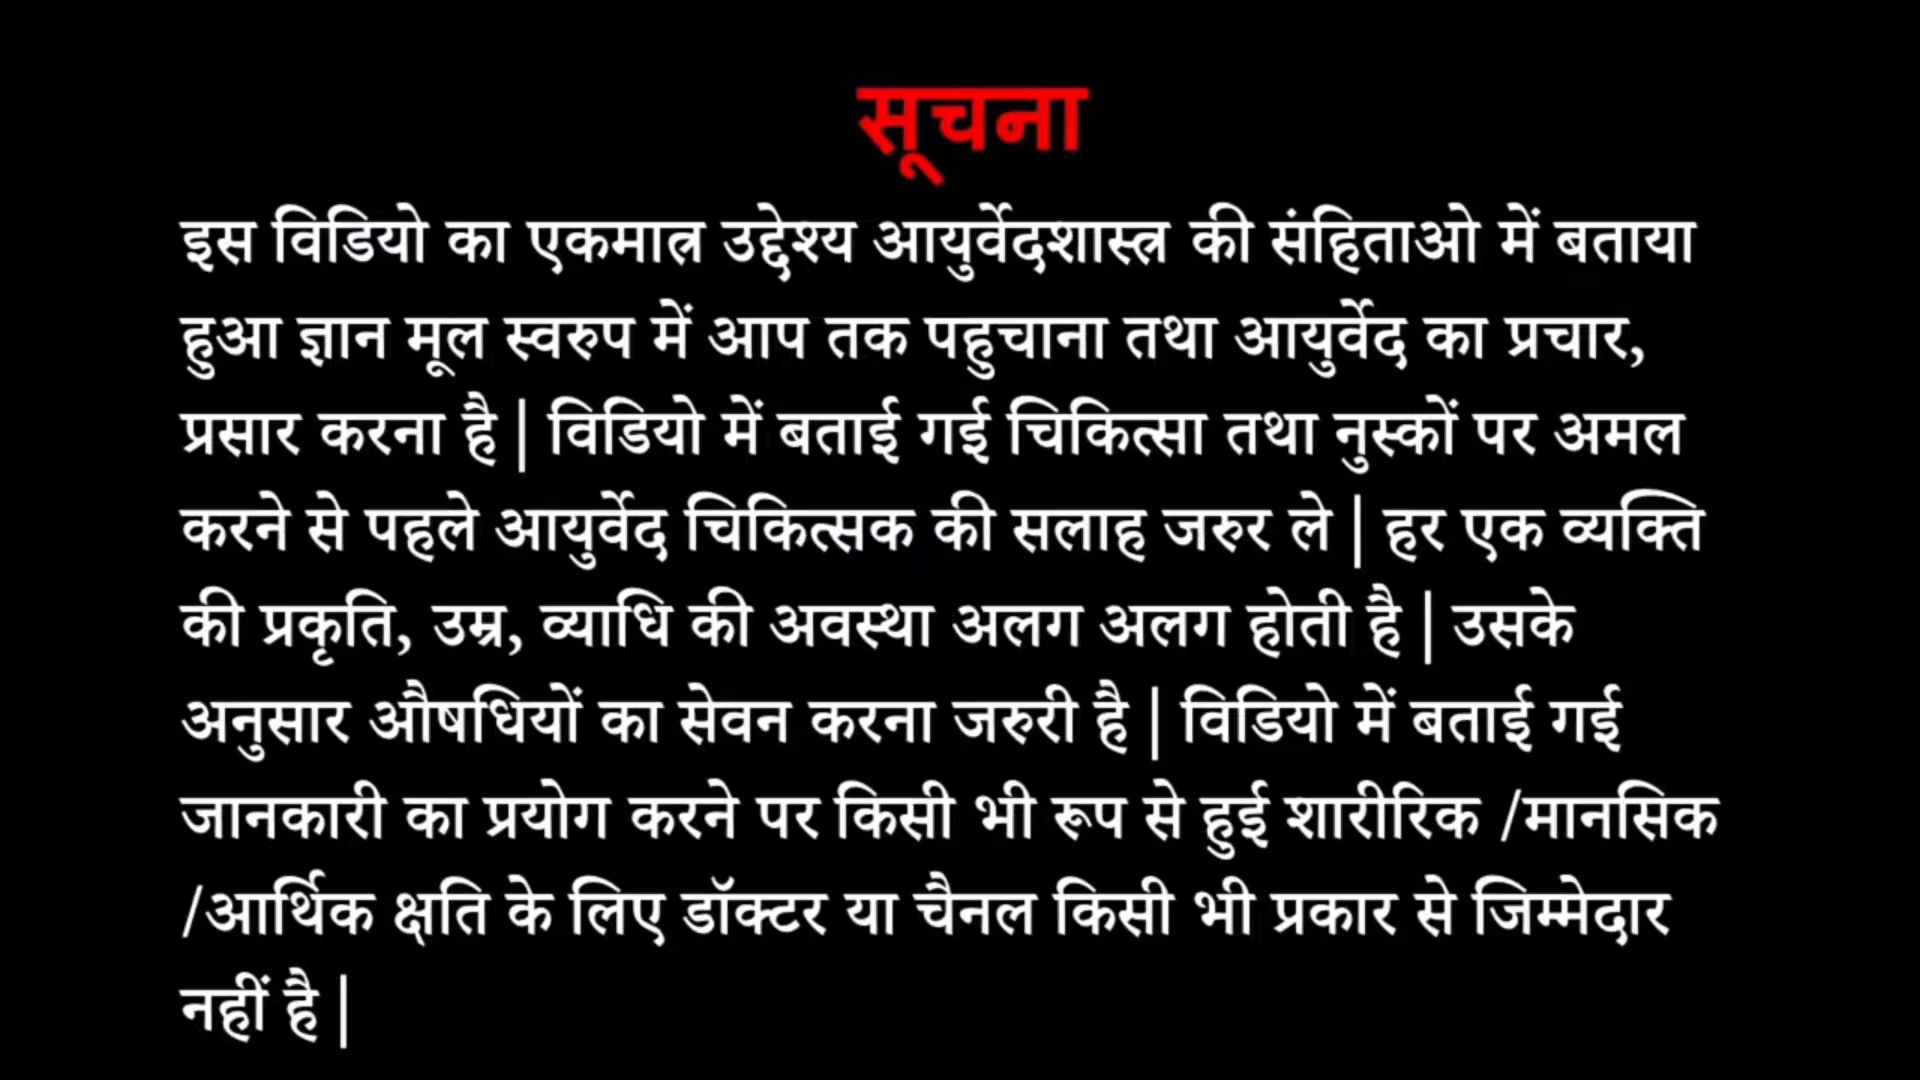 सूचना
इस विडियो का एकमात्र उद्देश्य आयुर्वेदशास्त्र की संहिताओ में बताया
हुआ ज्ञान मूल स्वरुप में आप तक पहुचाना तथा आयुर्वेद का प्रचार,
प्रसार करना है | विडियो में बताई गई चिकित्सा तथा नुस्कों पर अमल
करने से पहले आयुर्वेद चिकित्सक की सलाह जरुर ले | हर एक व्यक्ति
की प्रकृति, उम्र, व्याधि की अवस्था अलग अलग होती है | उसके
अनुसार औषधियों का सेवन करना जरुरी है | विडियो में बताई गई
जानकारी का प्रयोग करने पर किसी भी रूप से हुई शारीरिक /मानसिक
/आर्थिक क्षति के लिए डॉक्टर या चैनल किसी भी प्रकार से जिम्मेदार
नहीं है |